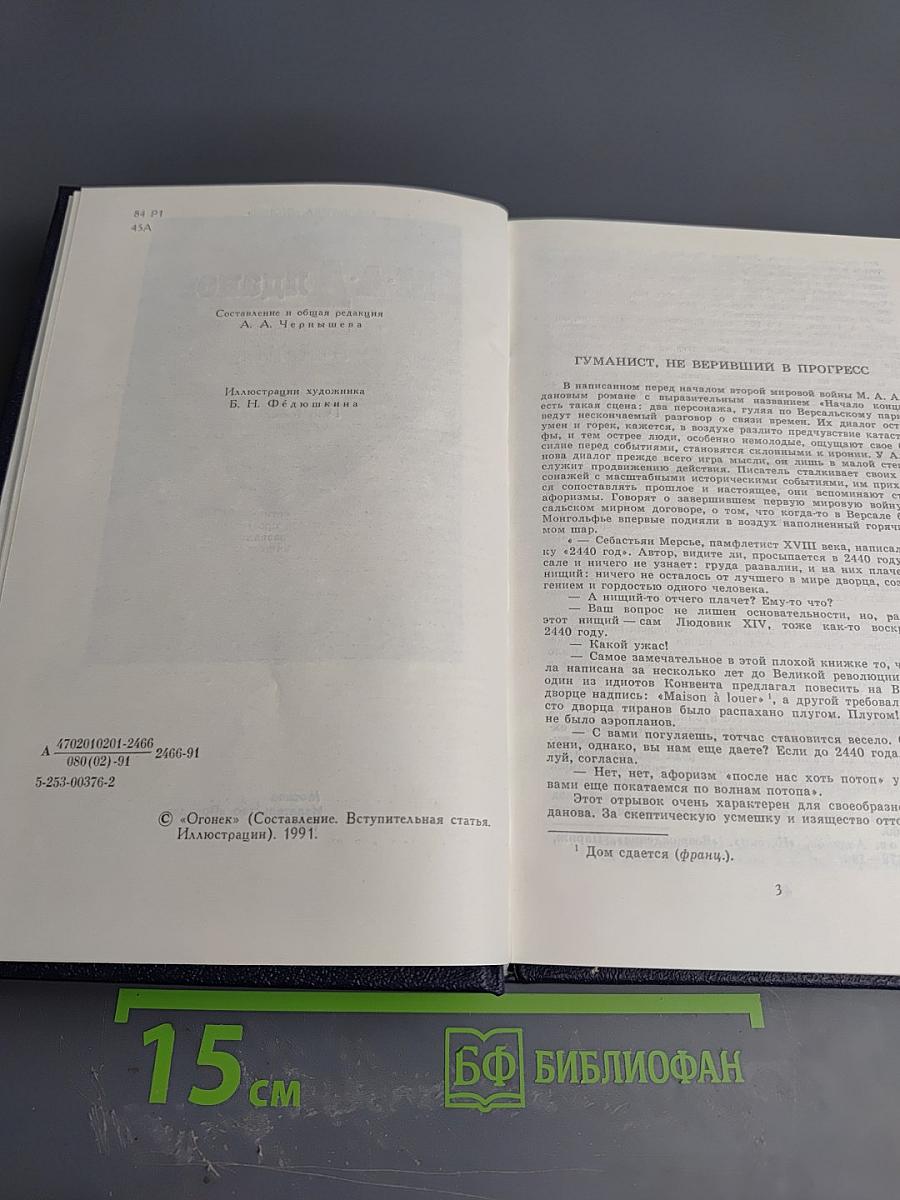 84 Р1
45А
Составление и общая редакция
А. А. Чернышева
Иллюстрации художника
Б. Н. Федюшкина
А 4702010201-2466
080(02)-91
2466-91
5-253-00376-2
© «Огонек» (Составление. Вступительная статья.
Иллюстрации). 1991.
ГУМАНИСТ, НЕ ВЕРИВШИЙ В ПРОГРЕСС
В написанном перед началом второй мировой войны М. А. Ал
дановым романе с выразительным названием «Начало конца
есть такая сцена: два персонажа, гуляя по Версальскому пар
ведут нескончаемый разговор о связи времен. Их диалог ост
умен и горек, кажется, в воздухе разлито предчувствие катаст
фы, и тем острее люди, особенно немолодые, ощущают свое
силие перед событиями, становятся склонными к иронии. У А
нова диалог прежде всего игра мысли, он лишь в малой степ
служит продвижению действия. Писатель сталкивает своих
сонажей с масштабными историческими событиями, им прих
ся сопоставлять прошлое и настоящее, они вспоминают ст
афоризмы. Говорят о завершившем первую мировую войну
сальском мирном договоре, о том, что когда-то в Версале б
Монгольфье впервые подняли в воздух наполненный горячи
мом шар.
« — Себастьян Мерсье, памфлетист XVIII века, написал
ку «2440 год». Автор, видите ли, просыпается в 2440 году
сале и ничего не узнает: груда развалин, и на них плаче
нищий: ничего не осталось от лучшего в мире дворца, соз
гением и гордостью одного человека.
— А нищий-то отчего плачет? Ему-то что?
— Ваш вопрос не лишен основательности, но, ра
этот нищий — сам Людовик XIV, тоже как-то воскр
2440 году.
— Какой ужас!
— Самое замечательное в этой плохой книжке то, ч
ла написана за несколько лет до Великой революции
один из идиотов Конвента предлагал повесить на В
дворце надпись: «Maison à louer» ¹, а другой требовал
сто дворца тиранов было распахано плугом. Плугом!
не было аэропланов.
— С вами погуляешь, тотчас становится весело.
мени, однако, вы нам еще даете? Если до 2440 года
луй, согласна.
— Нет, нет, афоризм «после нас хоть потоп» у
вами еще покатаемся по волнам потопа».
Этот отрывок очень характерен для своеобразно
данова. За скептическую усмешку и изящество отто
¹ Дом сдается (франц.).
3
15 см
БФ БИБЛИОФАН